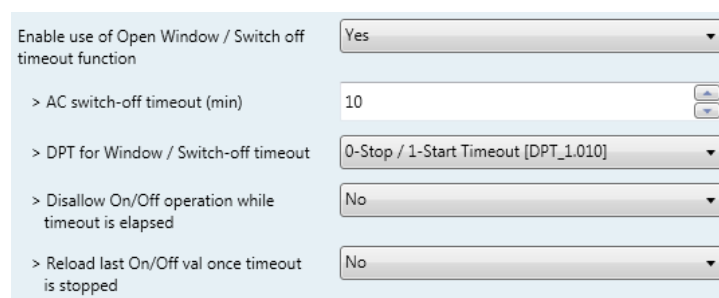 Enable use of Open Window / Switch off Yes
timeout function
> AC switch-off timeout (min) 10
> DPT for Window / Switch-off timeout 0-Stop / 1-Start Timeout [DPT_1.010]
> Disallow On/Off operation while No
timeout is elapsed
> Reload last On/Off val once timeout No
is stopped